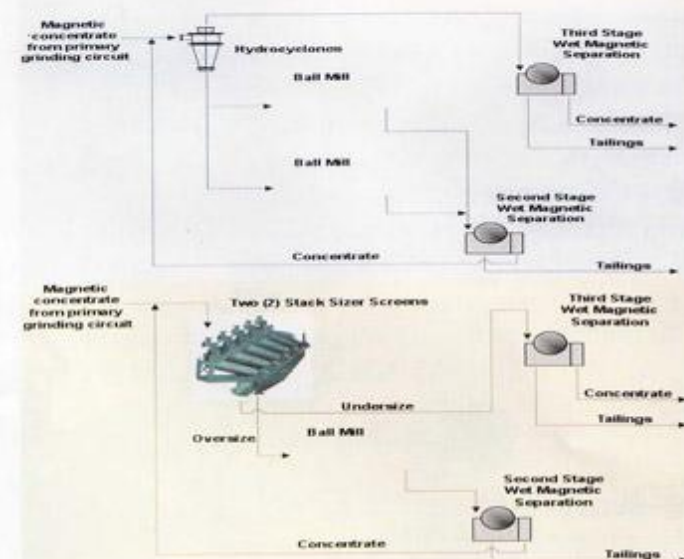 Magnetic
concentrate
from primary
grinding circuit
Hydrocyclones
Third Stage
Wet Magnetic
Separation
Ball Mill
Concentrate
Tailings
Ball Mill
Second Stage
Wet Magnetic
Separation
Concentrate
Tailings
Magnetic
concentrate
from primary
grinding circuit
Two (2) Stack Sizer Screens
Third Stage
Wet Magnetic
Separation
Concentrate
Undersize
Tailings
Oversize
Ball Mill
Second Stage
Wet Magnetic
Separation
Concentrate
Tailings